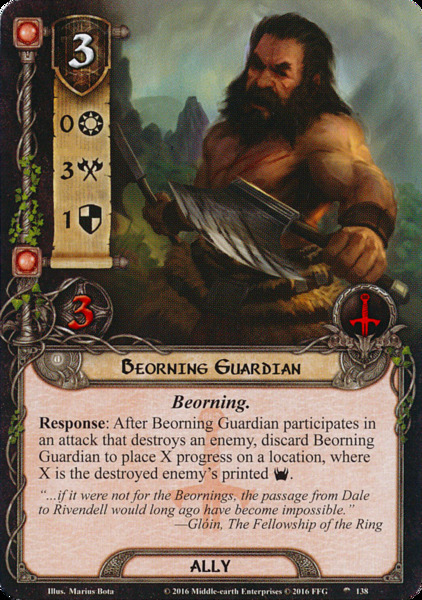 3
0
3
1
3
Beorning Guardian
Beorning.
Response: After Beorning Guardian participates in
an attack that destroys an enemy, discard Beorning
Guardian to place X progress on a location, where
X is the destroyed enemy's printed .
“...if it were not for the Beornings, the passage from Dale
to Rivendell would long ago have become impossible.”
—Glóin, The Fellowship of the Ring
ALLY
Illus. Marius Bota © 2016 Middle-earth Enterprises © 2016 FFG 138